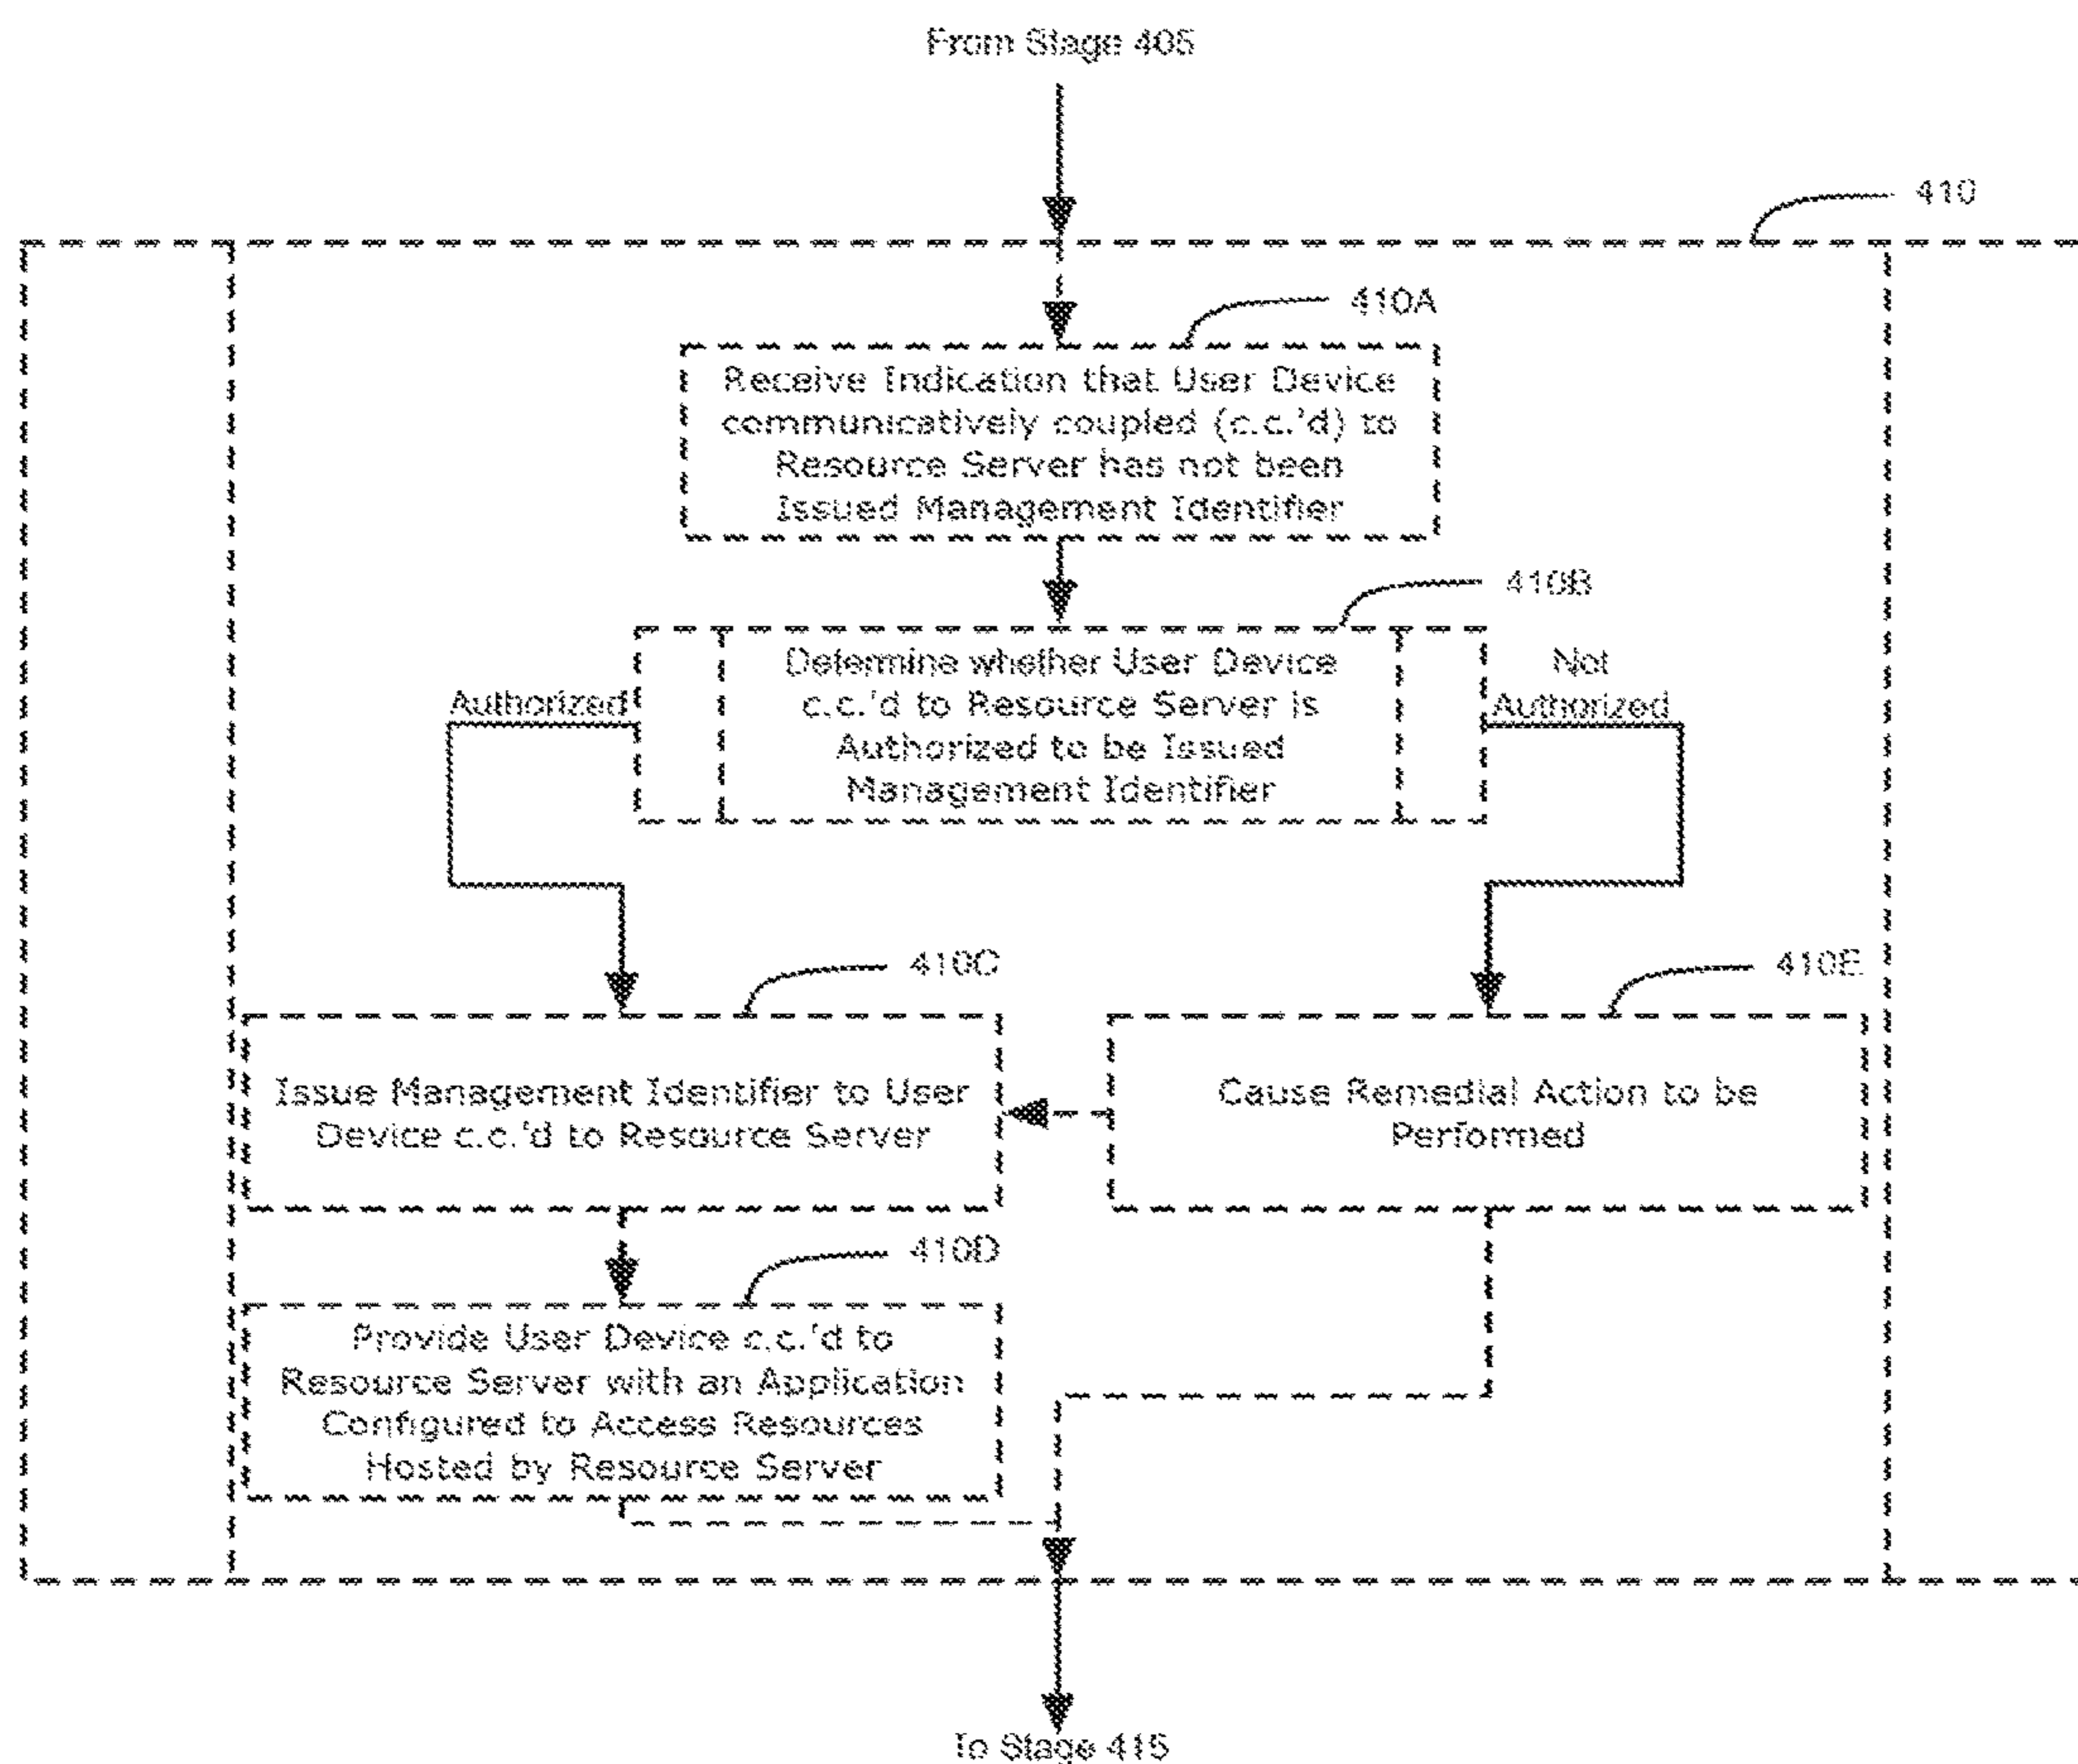 From Stage 405
410
410A
Receive Indication that User Device
communicatively coupled (c.c.'d) to
Resource Server has not been
Issued Management Identifier
410B
Determine whether User Device
c.c.'d to Resource Server is
Authorized to be Issued
Management Identifier
Authorized
Not
Authorized
410C
Issue Management Identifier to User
Device c.c.'d to Resource Server
410E
Cause Remedial Action to be
Performed
410D
Provide User Device c.c.'d to
Resource Server with an Application
Configured to Access Resources
Hosted by Resource Server
To Stage 415